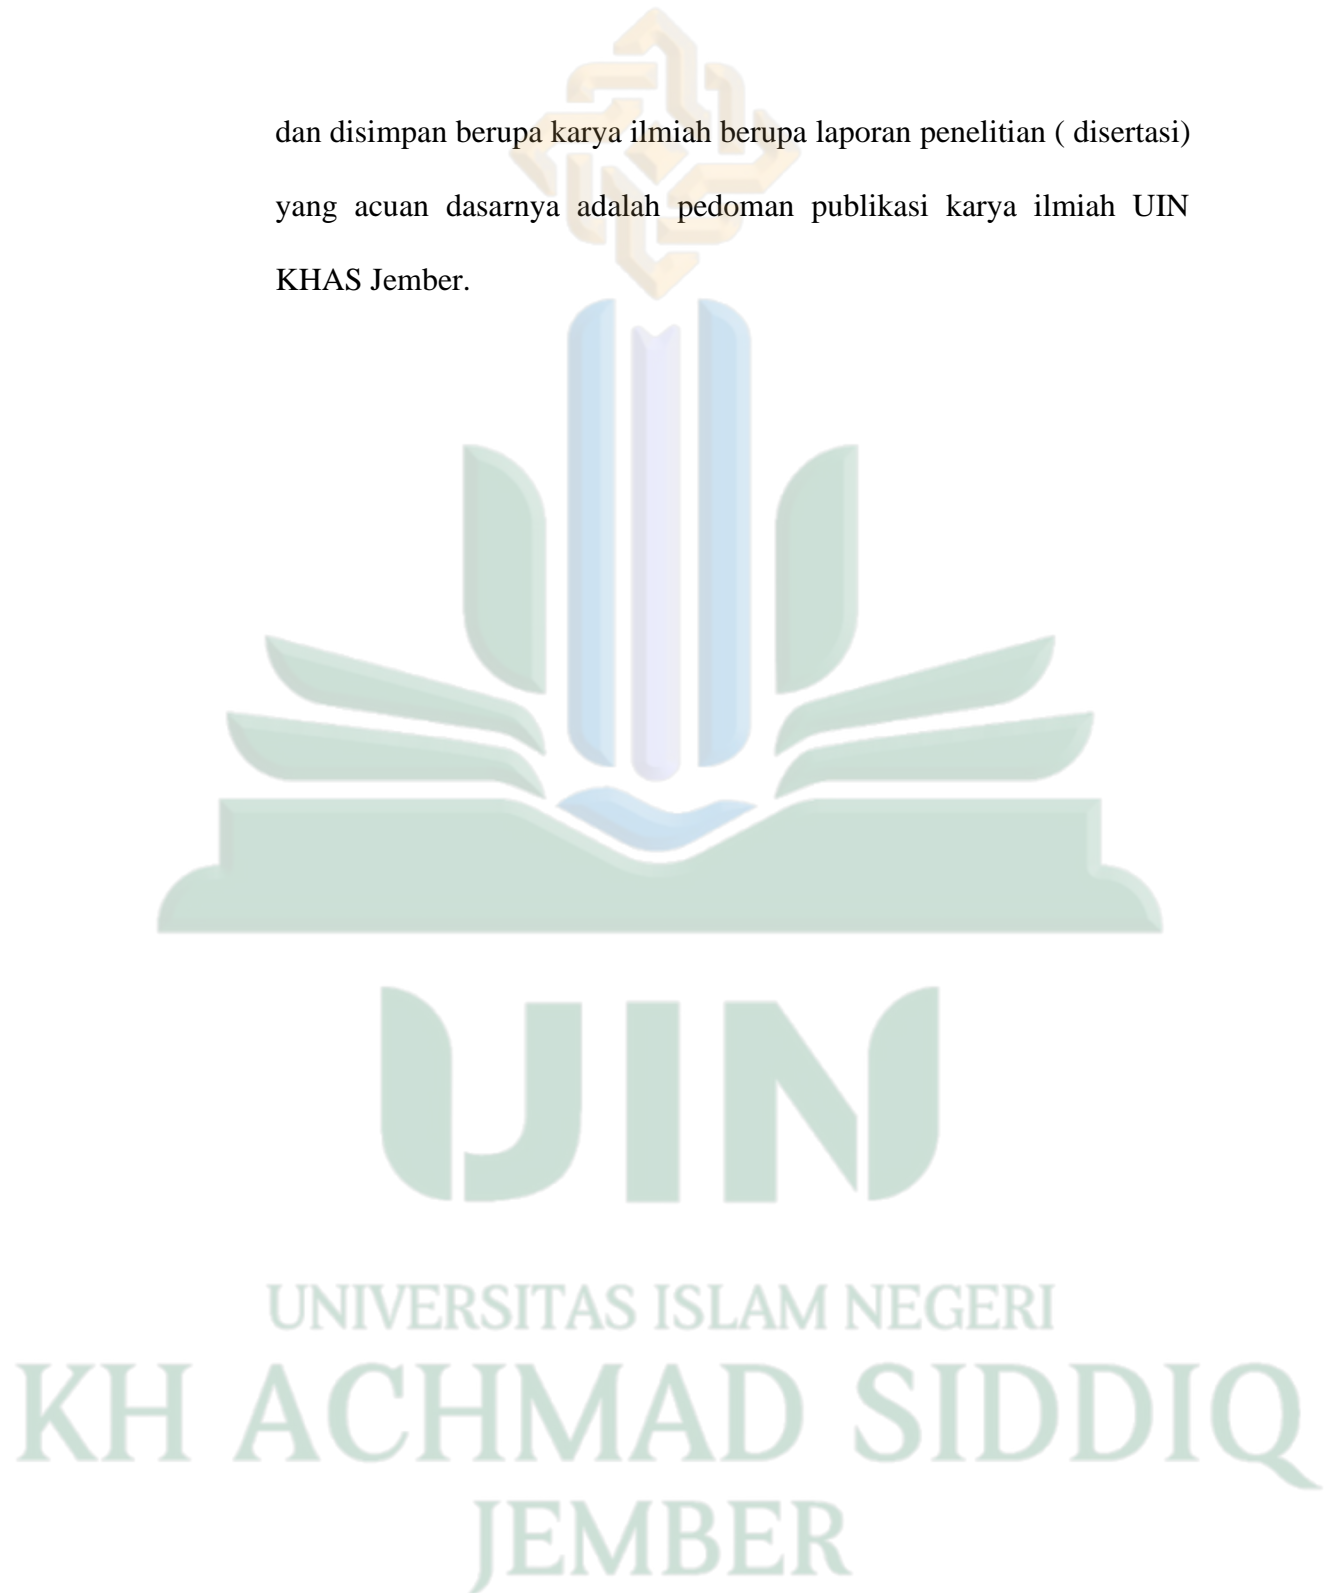 dan disimpan berupa karya ilmiah berupa laporan penelitian ( disertasi)
yang acuan dasarnya adalah pedoman publikasi karya ilmiah UIN
KHAS Jember.
UIN
UNIVERSITAS ISLAM NEGERI
KH ACHMAD SIDDIQ
JEMBER